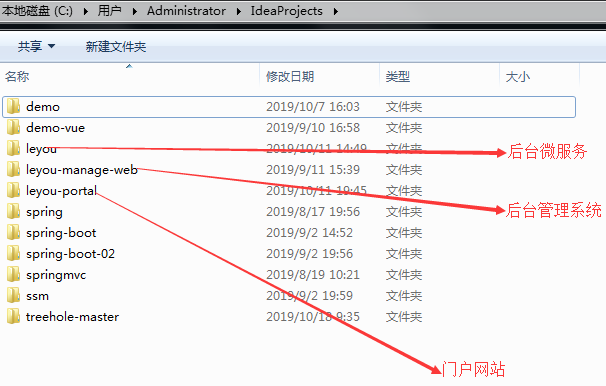 本地磁盘 (C:) ▸ 用户 ▸ Administrator ▸ IdeaProjects ▸
共享 ▼ 新建文件夹
名称 修改日期 类型 大小
demo 2019/10/7 16:03 文件夹
demo-vue 2019/9/10 16:58 文件夹
leyou 2019/10/11 14:49 文件夹 后台微服务
leyou-manage-web 2019/9/11 15:39 文件夹
leyou-portal 2019/10/11 19:45 文件夹 后台管理系统
spring 2019/8/17 19:56 文件夹
spring-boot 2019/9/2 14:52 文件夹
spring-boot-02 2019/9/2 19:56 文件夹
springmvc 2019/8/19 10:21 文件夹
ssm 2019/9/2 19:59 文件夹
treehole-master 2019/10/18 9:35 文件夹
门户网站